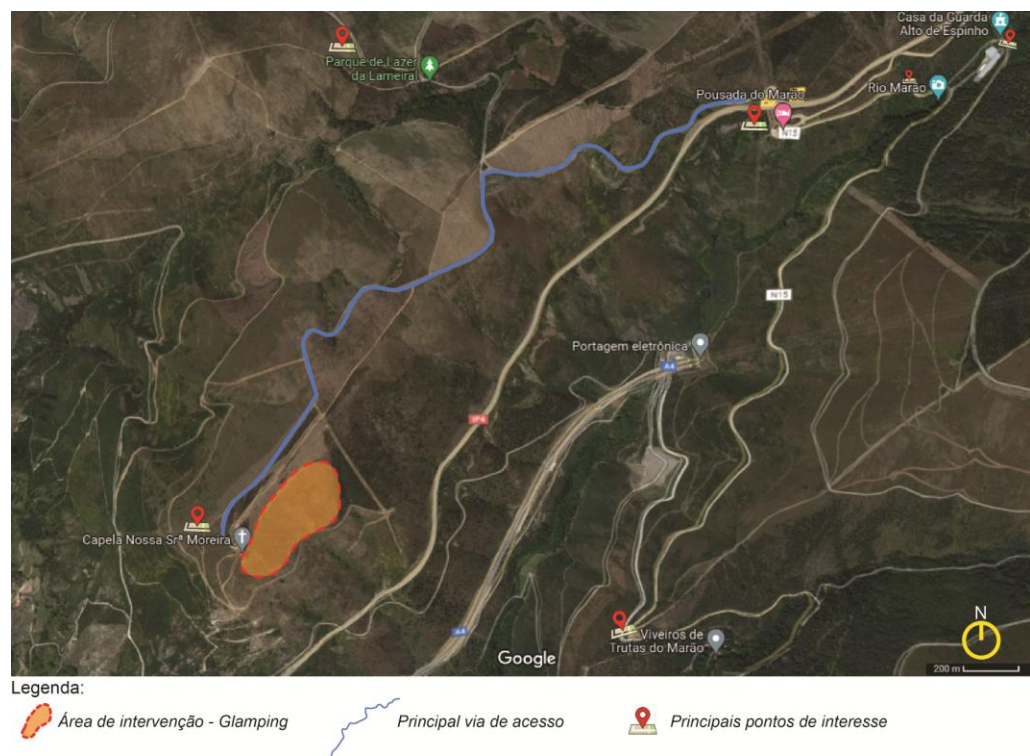 Casa da Guarda
Alto de Espinho
Parque de Lazer
da Lameira
Pousada do Marão
Rio Marão
N15
N15
Portagem eletrônica
A4
IP4
Capela Nossa Srª Moreira
A4
Viveiros de
Trutas do Marão
Google
N
200 m
Legenda:
Área de intervenção - Glamping
Principal via de acesso
Principais pontos de interesse